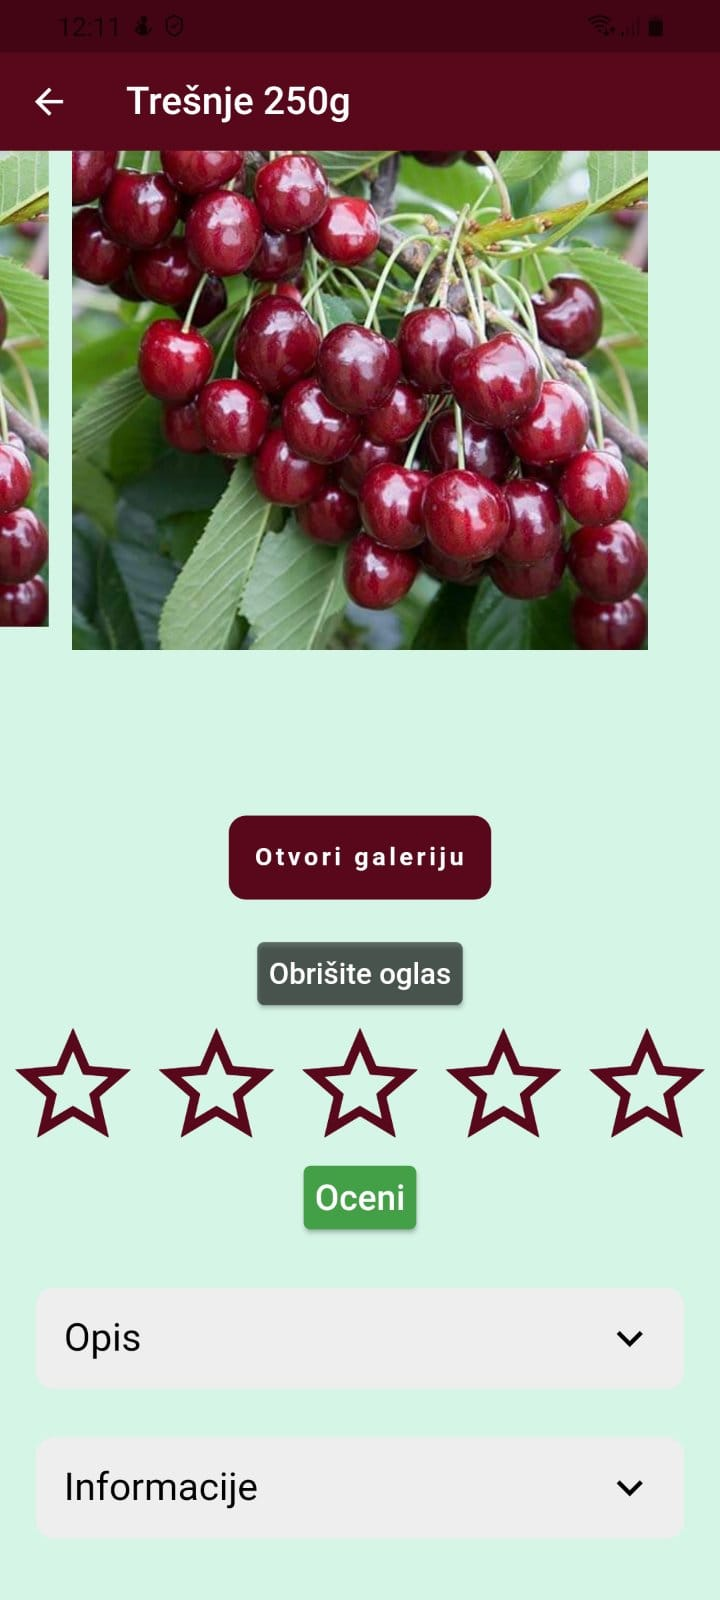 12:11
Trešnje 250g
Otvori galeriju
Obrišite oglas
Oceni
Opis
Informacije